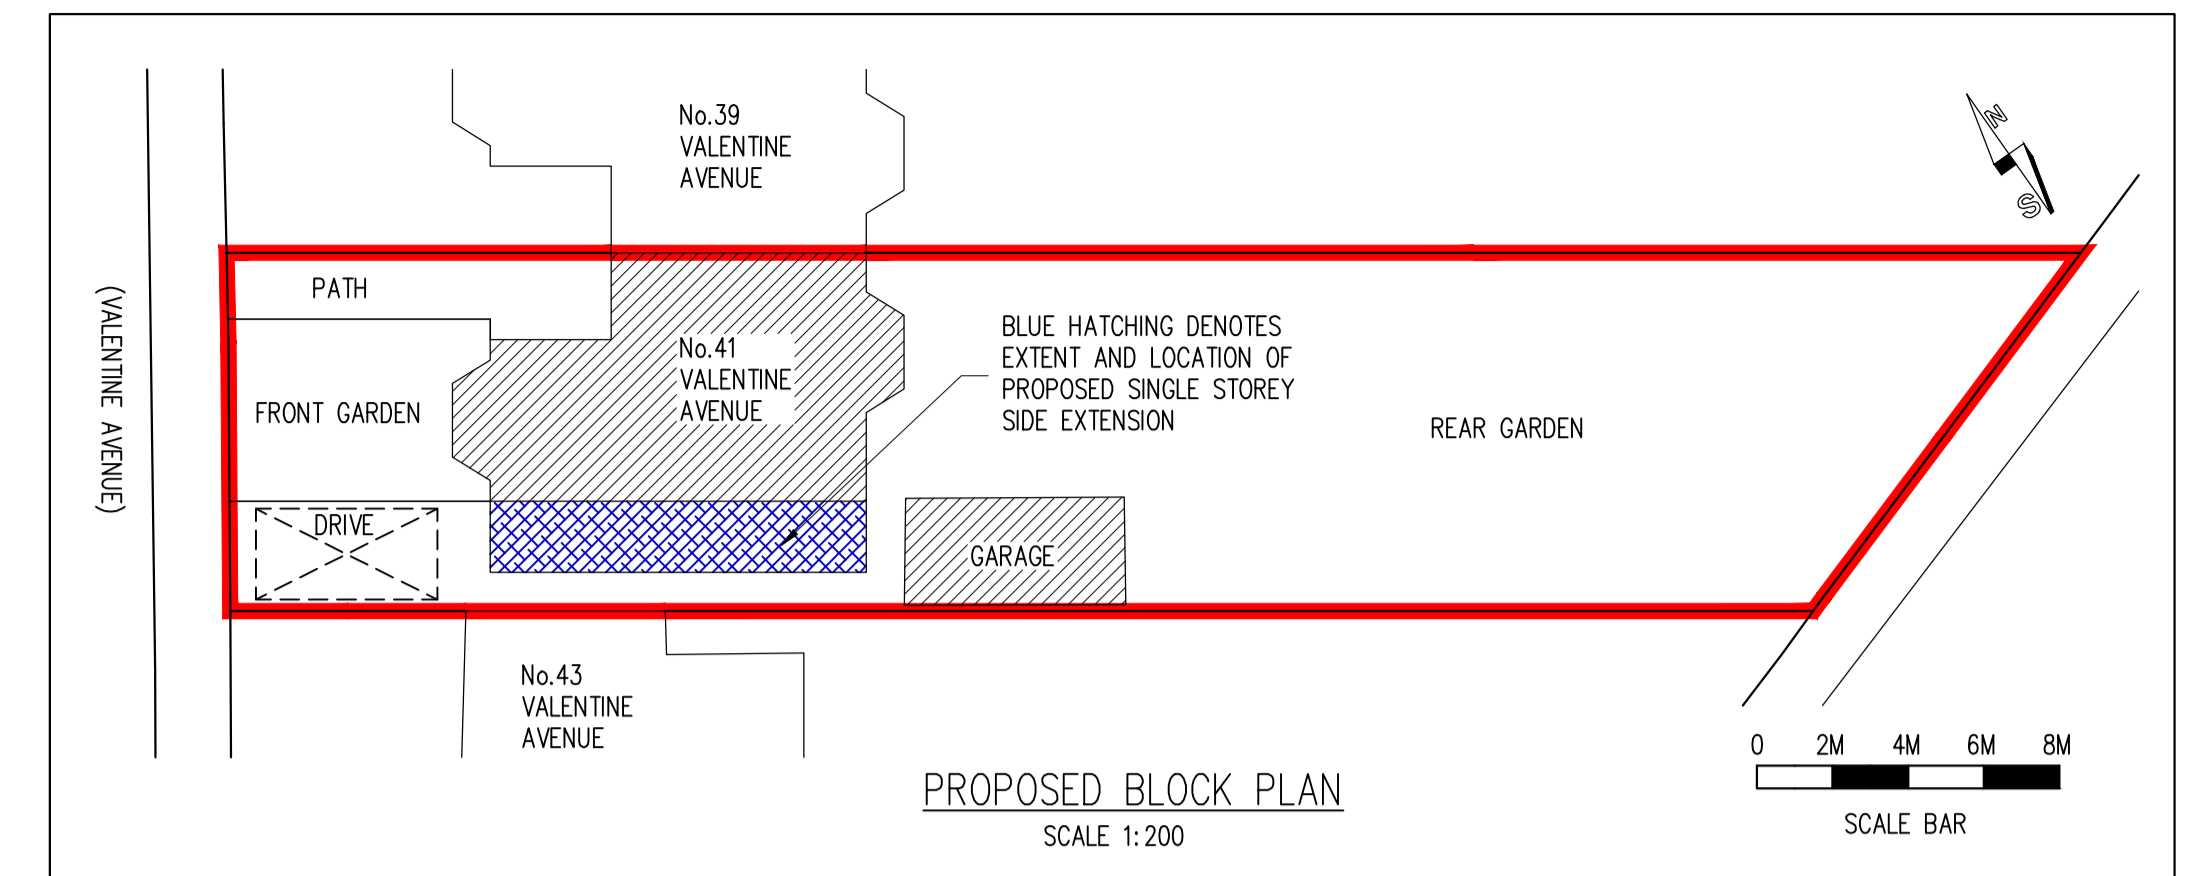 No.39
VALENTINE
AVENUE
N
S
PATH
(VALENTINE AVENUE)
FRONT GARDEN
No.41
VALENTINE
AVENUE
BLUE HATCHING DENOTES
EXTENT AND LOCATION OF
PROPOSED SINGLE STOREY
SIDE EXTENSION
REAR GARDEN
DRIVE
GARAGE
No.43
VALENTINE
AVENUE
0 2M 4M 6M 8M
SCALE BAR
PROPOSED BLOCK PLAN
SCALE 1:200